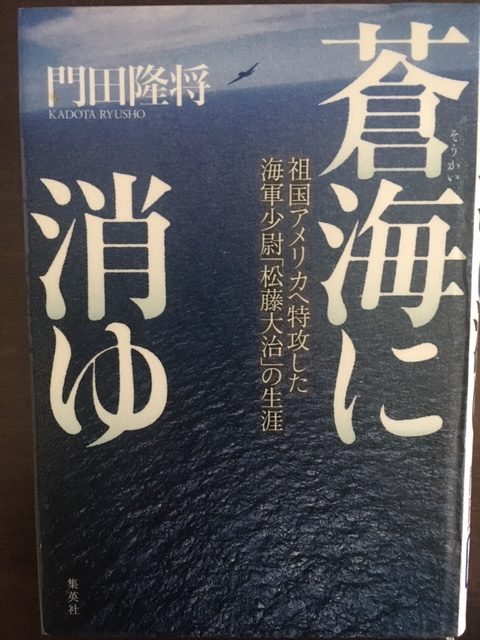 蒼海に
そうかい
消ゆ
祖国アメリカへ特攻した
海軍少尉「松藤大治」の生涯
門田隆将
KADOTA RYUSHO
集英社